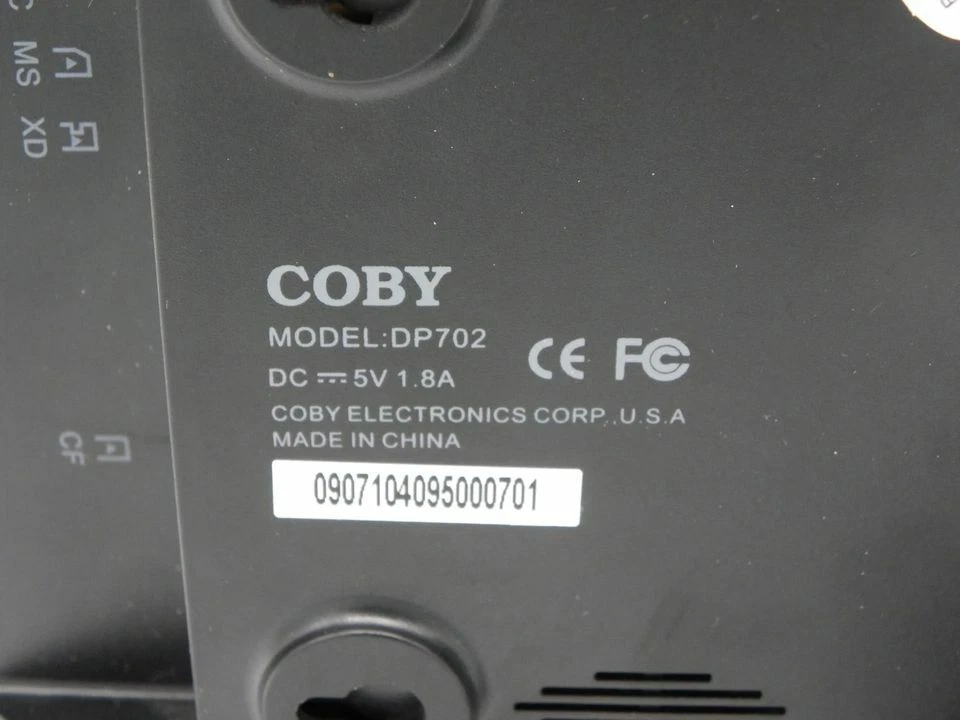 MS
XD
CF
COBY
MODEL:DP702
DC 5V 1.8A
CE FC
COBY ELECTRONICS CORP.,U.S.A
MADE IN CHINA
0907104095000701